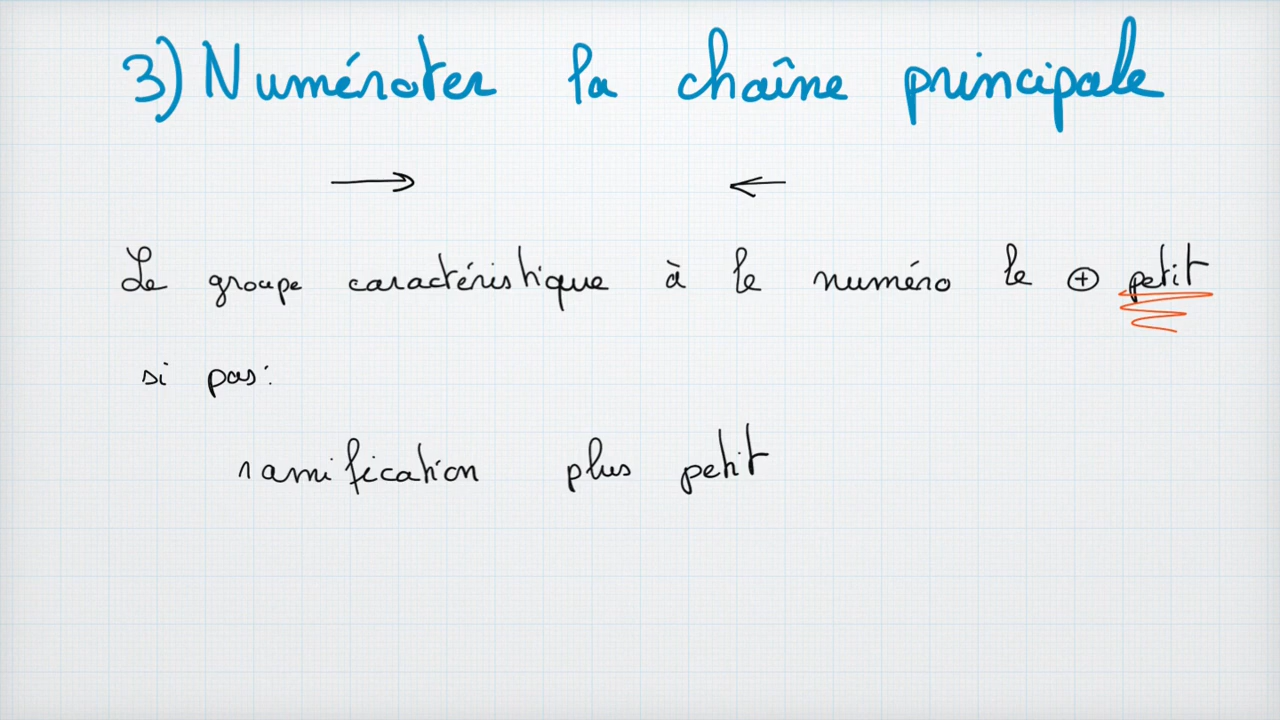 3) Numéroter la chaîne principale
→ ←
Le groupe caractéristique à le numéro le ⊕ petit
si pas:
ramification plus petit